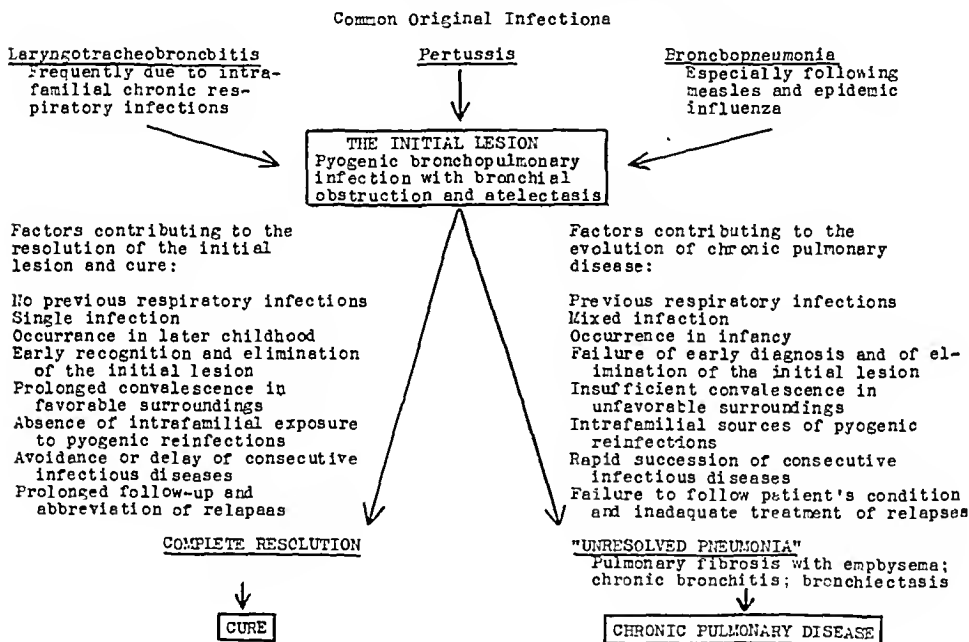 Common Original Infectiona
Laryngotracheobroncbitis
Frequently due to intra-
familial chronic res-
piratory infections
Pertussis
Broncbopneumonia
Especially following
measles and epidemic
influenza
THE INITIAL LESION
Pyogenic bronchopulmonary
infection with bronchial
obstruction and atelectasis
Factors contributing to the
resolution of the initial
lesion and cure:
No previous respiratory infections
Single infection
Occurrance in later childhood
Early recognition and elimination
of the initial lesion
Prolonged convalescence in
favorable surroundings
Absence of intrafamilial exposure
to pyogenic reinfections
Avoidance or delay of consecutive
infectious diseases
Prolonged follow-up and
abbreviation of relapaas
COMPLETE RESOLUTION
CURE
Factors contributing to the
evolution of chronic pulmonary
disease:
Previous respiratory infections
Mixed infaction
Occurrence in infancy
Failure of early diagnosis and of el-
imination of tha initial lesion
Insufficient convalescence in
unfavorable surroundings
Intrafamilial sources of pyogenic
reinfections
Rapid succession of consecutive
infectious diseases
Failure to follow patient's condition
and inadaquate treatment of relapses
"UNRESOLVED PNEUMONIA"
Pulmonary fibrosis with empbysema;
chronic bronchitis; bronchiectasis
CHRONIC PULMONARY DISEASE